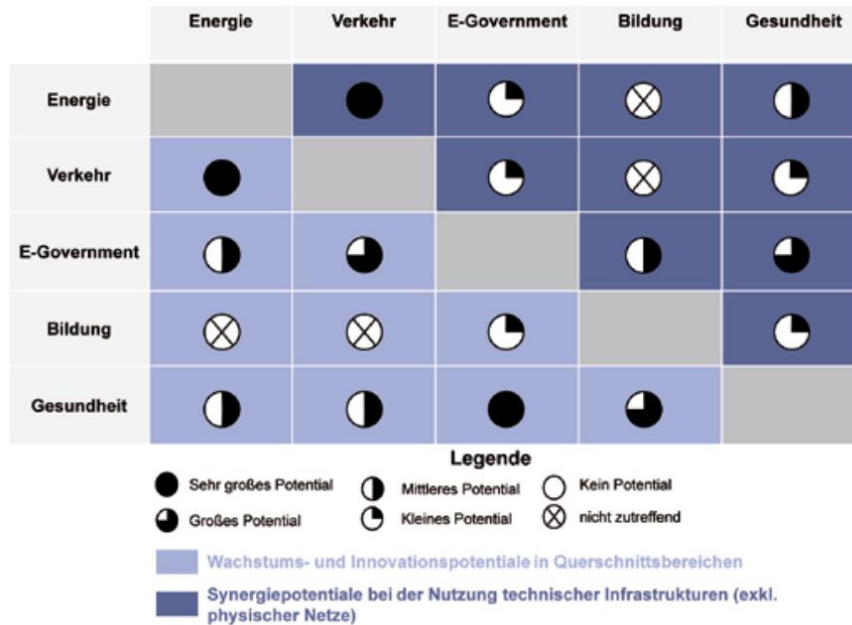 Energie Verkehr E-Government Bildung Gesundheit
Energie
Verkehr
E-Government
Bildung
Gesundheit
Legende
Sehr großes Potential Mittleres Potential Kein Potential
Großes Potential Kleines Potential nicht zutreffend
Wachstums- und Innovationspotentiale in Querschnittsbereichen
Synergiepotentiale bei der Nutzung technischer Infrastrukturen (exkl.
physischer Netze)